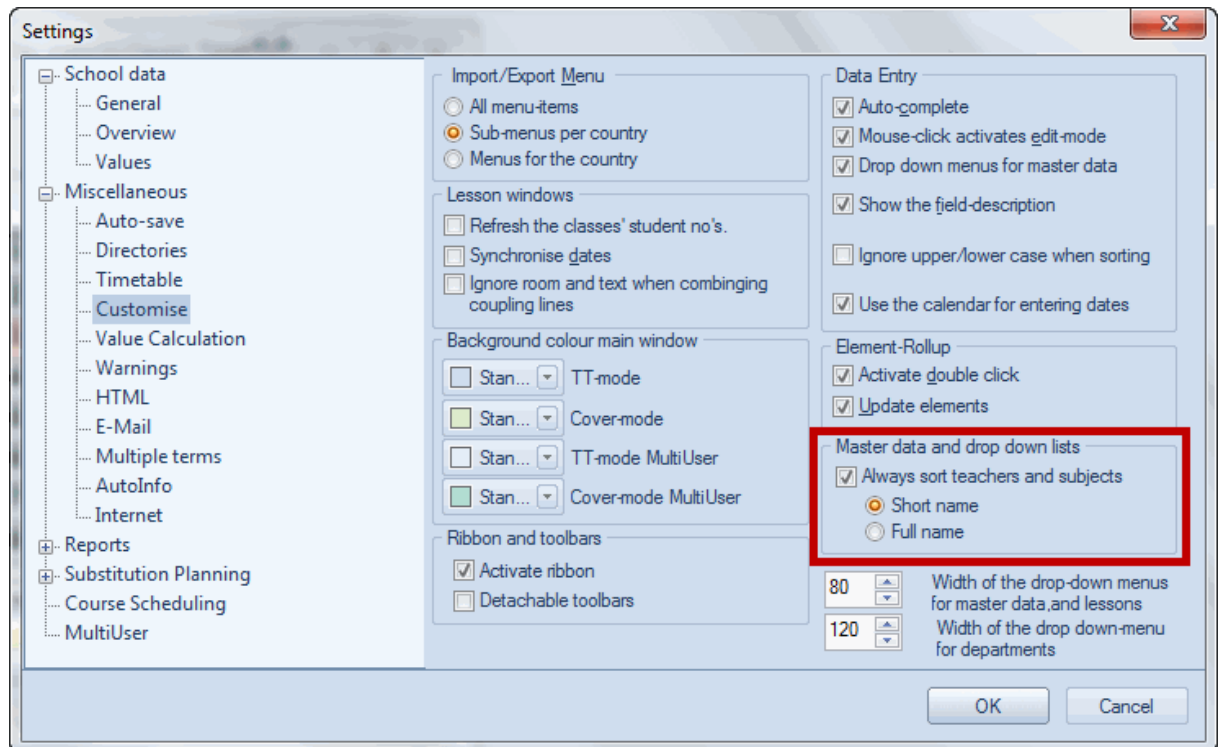 Settings
School data
General
Overview
Values
Miscellaneous
Auto-save
Directories
Timetable
Customise
Value Calculation
Warnings
HTML
E-Mail
Multiple terms
AutoInfo
Internet
Reports
Substitution Planning
Course Scheduling
MultiUser
Import/Export Menu
All menu-items
Sub-menus per country
Menus for the country
Lesson windows
Refresh the classes' student no's.
Synchronise dates
Ignore room and text when combinging
coupling lines
Background colour main window
Stan... TT-mode
Stan... Cover-mode
Stan... TT-mode MultiUser
Stan... Cover-mode MultiUser
Ribbon and toolbars
Activate ribbon
Detachable toolbars
Data Entry
Auto-complete
Mouse-click activates edit-mode
Drop down menus for master data
Show the field-description
Ignore upper/lower case when sorting
Use the calendar for entering dates
Element-Rollup
Activate double click
Update elements
Master data and drop down lists
Always sort teachers and subjects
Short name
Full name
80 Width of the drop-down menus
for master data,and lessons
120 Width of the drop down-menu
for departments
OK Cancel